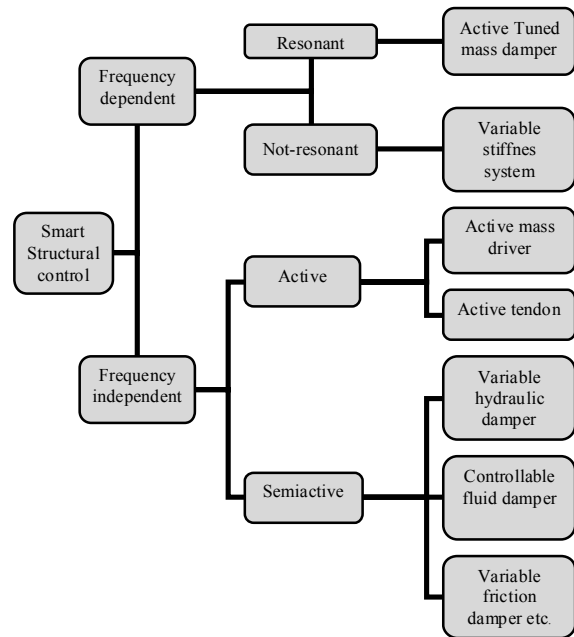 Smart
Structural
control
Frequency
dependent
Resonant
Active Tuned
mass damper
Not-resonant
Variable
stiffnes
system
Frequency
independent
Active
Active mass
driver
Active tendon
Semiactive
Variable
hydraulic
damper
Controllable
fluid damper
Variable
friction
damper etc.